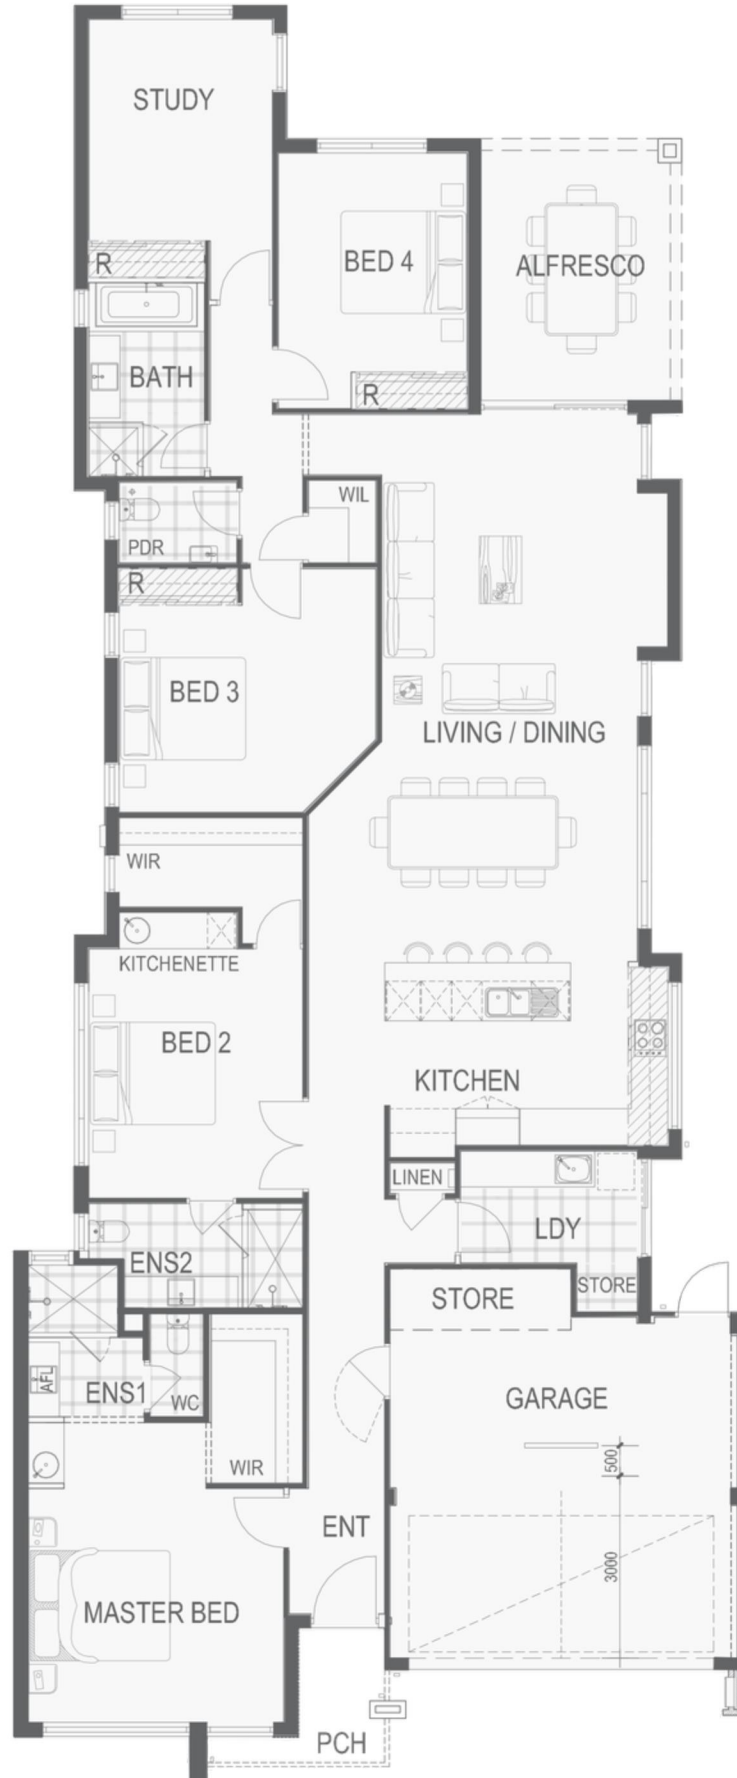 STUDY
R
BED 4
ALFRESCO
BATH
R
WIL
PDR
R
BED 3
LIVING / DINING
WIR
KITCHENETTE
BED 2
KITCHEN
LINEN
LDY
ENS2
STORE
STORE
AFL
ENS1
WC
GARAGE
WIR
500
ENT
3000
MASTER BED
PCH